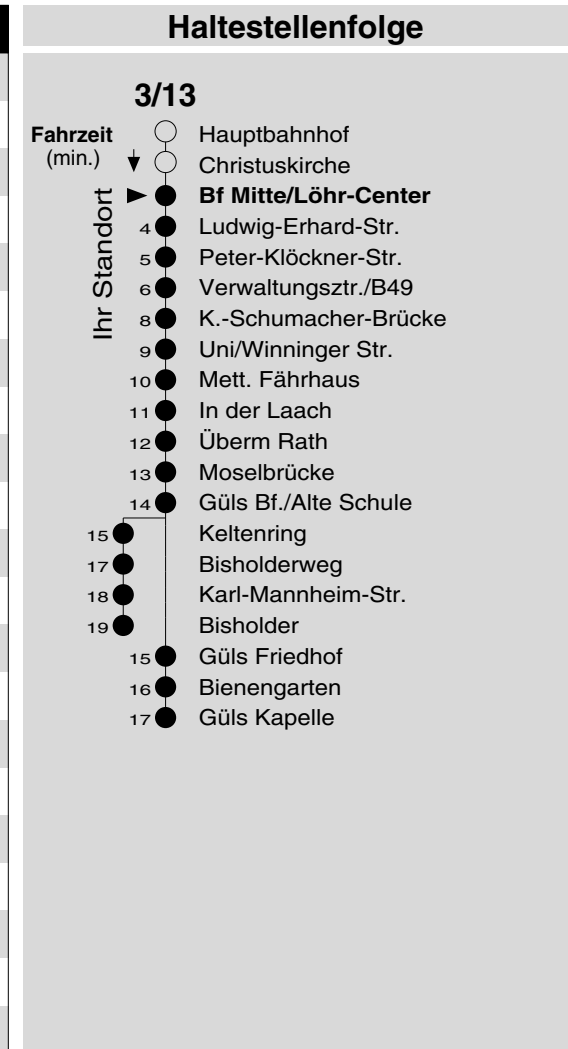 Haltestellenfolge
3/13
Fahrzeit
(min.)
Hauptbahnhof
Christuskirche
Ihr Standort
Bf Mitte/Löhr-Center
4 Ludwig-Erhard-Str.
5 Peter-Klöckner-Str.
6 Verwaltungsztr./B49
8 K.-Schumacher-Brücke
9 Uni/Winninger Str.
10 Mett. Fährhaus
11 In der Laach
12 Überm Rath
13 Moselbrücke
14 Güls Bf./Alte Schule
15 Keltenring
17 Bisholderweg
18 Karl-Mannheim-Str.
19 Bisholder
15 Güls Friedhof
16 Bienengarten
17 Güls Kapelle